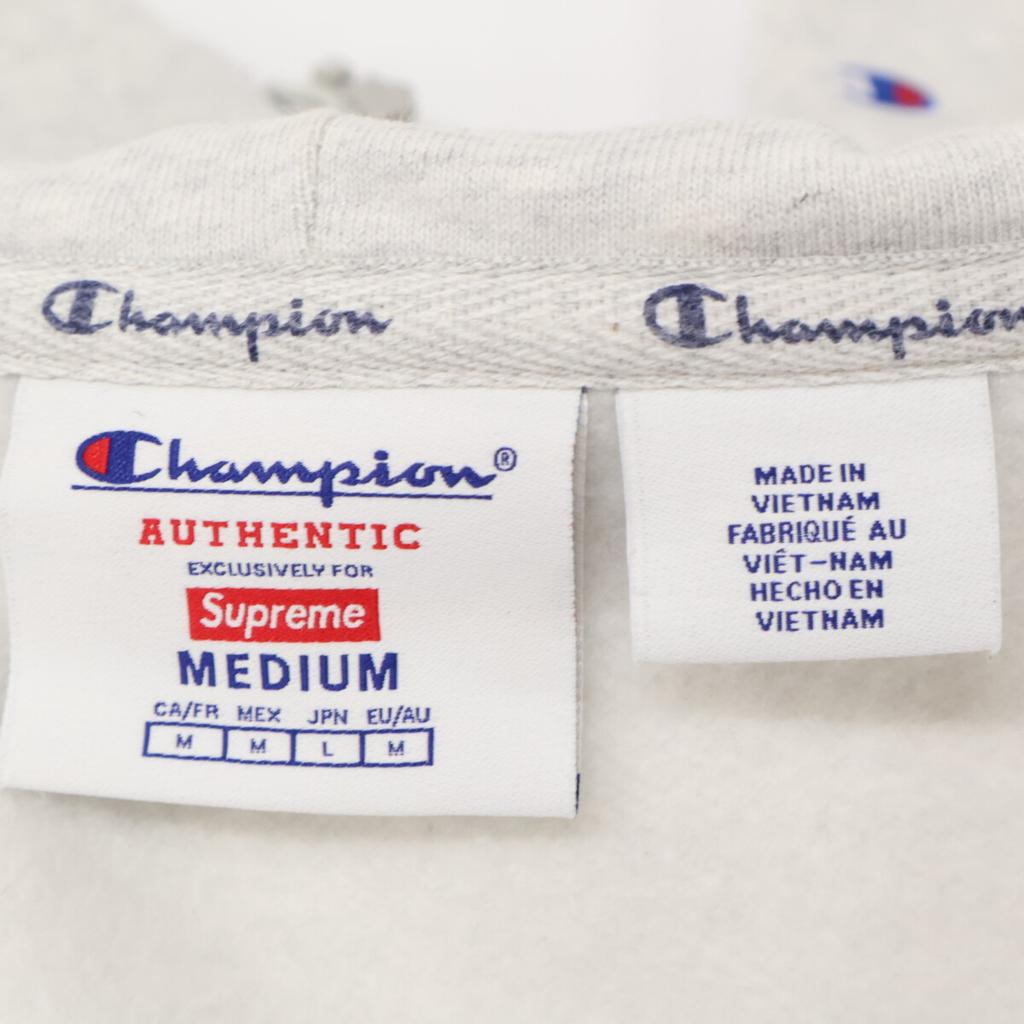 Champion Champion
Champion®
AUTHENTIC
EXCLUSIVELY FOR
Supreme
MEDIUM
CA/FR MEX JPN EU/AU
M M L M
MADE IN
VIETNAM
FABRIQUÉ AU
VIÊT-NAM
HECHO EN
VIETNAM